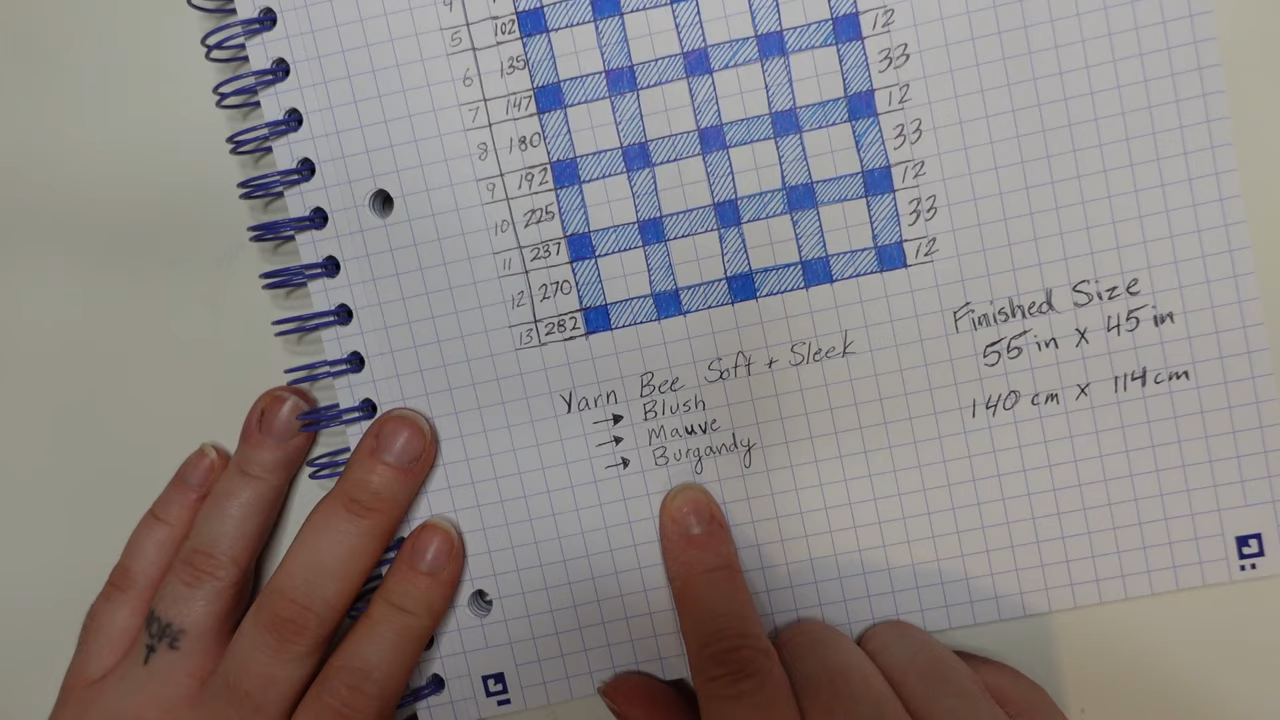 4
5 102 12
6 135 33
7 147 12
8 180 33
9 192 12
10 225 33
11 237 12
12 270
13 282
Yarn Bee Soft + Sleek
→ Blush
→ Mauve
→ Burgandy
Finished Size
55 in x 45 in
140 cm x 114 cm
HOPE